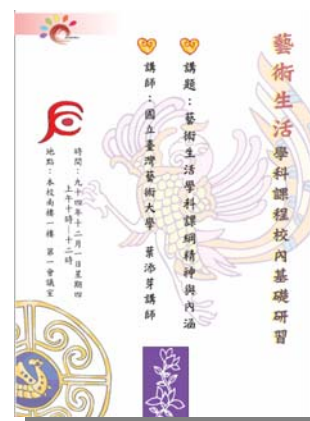 藝術生活學科課程校內基礎研習
講題：藝術生活學科課綱精神與內涵
講師：國立臺灣藝術大學 葉添芽講師
時間：九十四年十二月一日星期四
上午十時—十二時
地點：本校南樓一樓 第一會議室